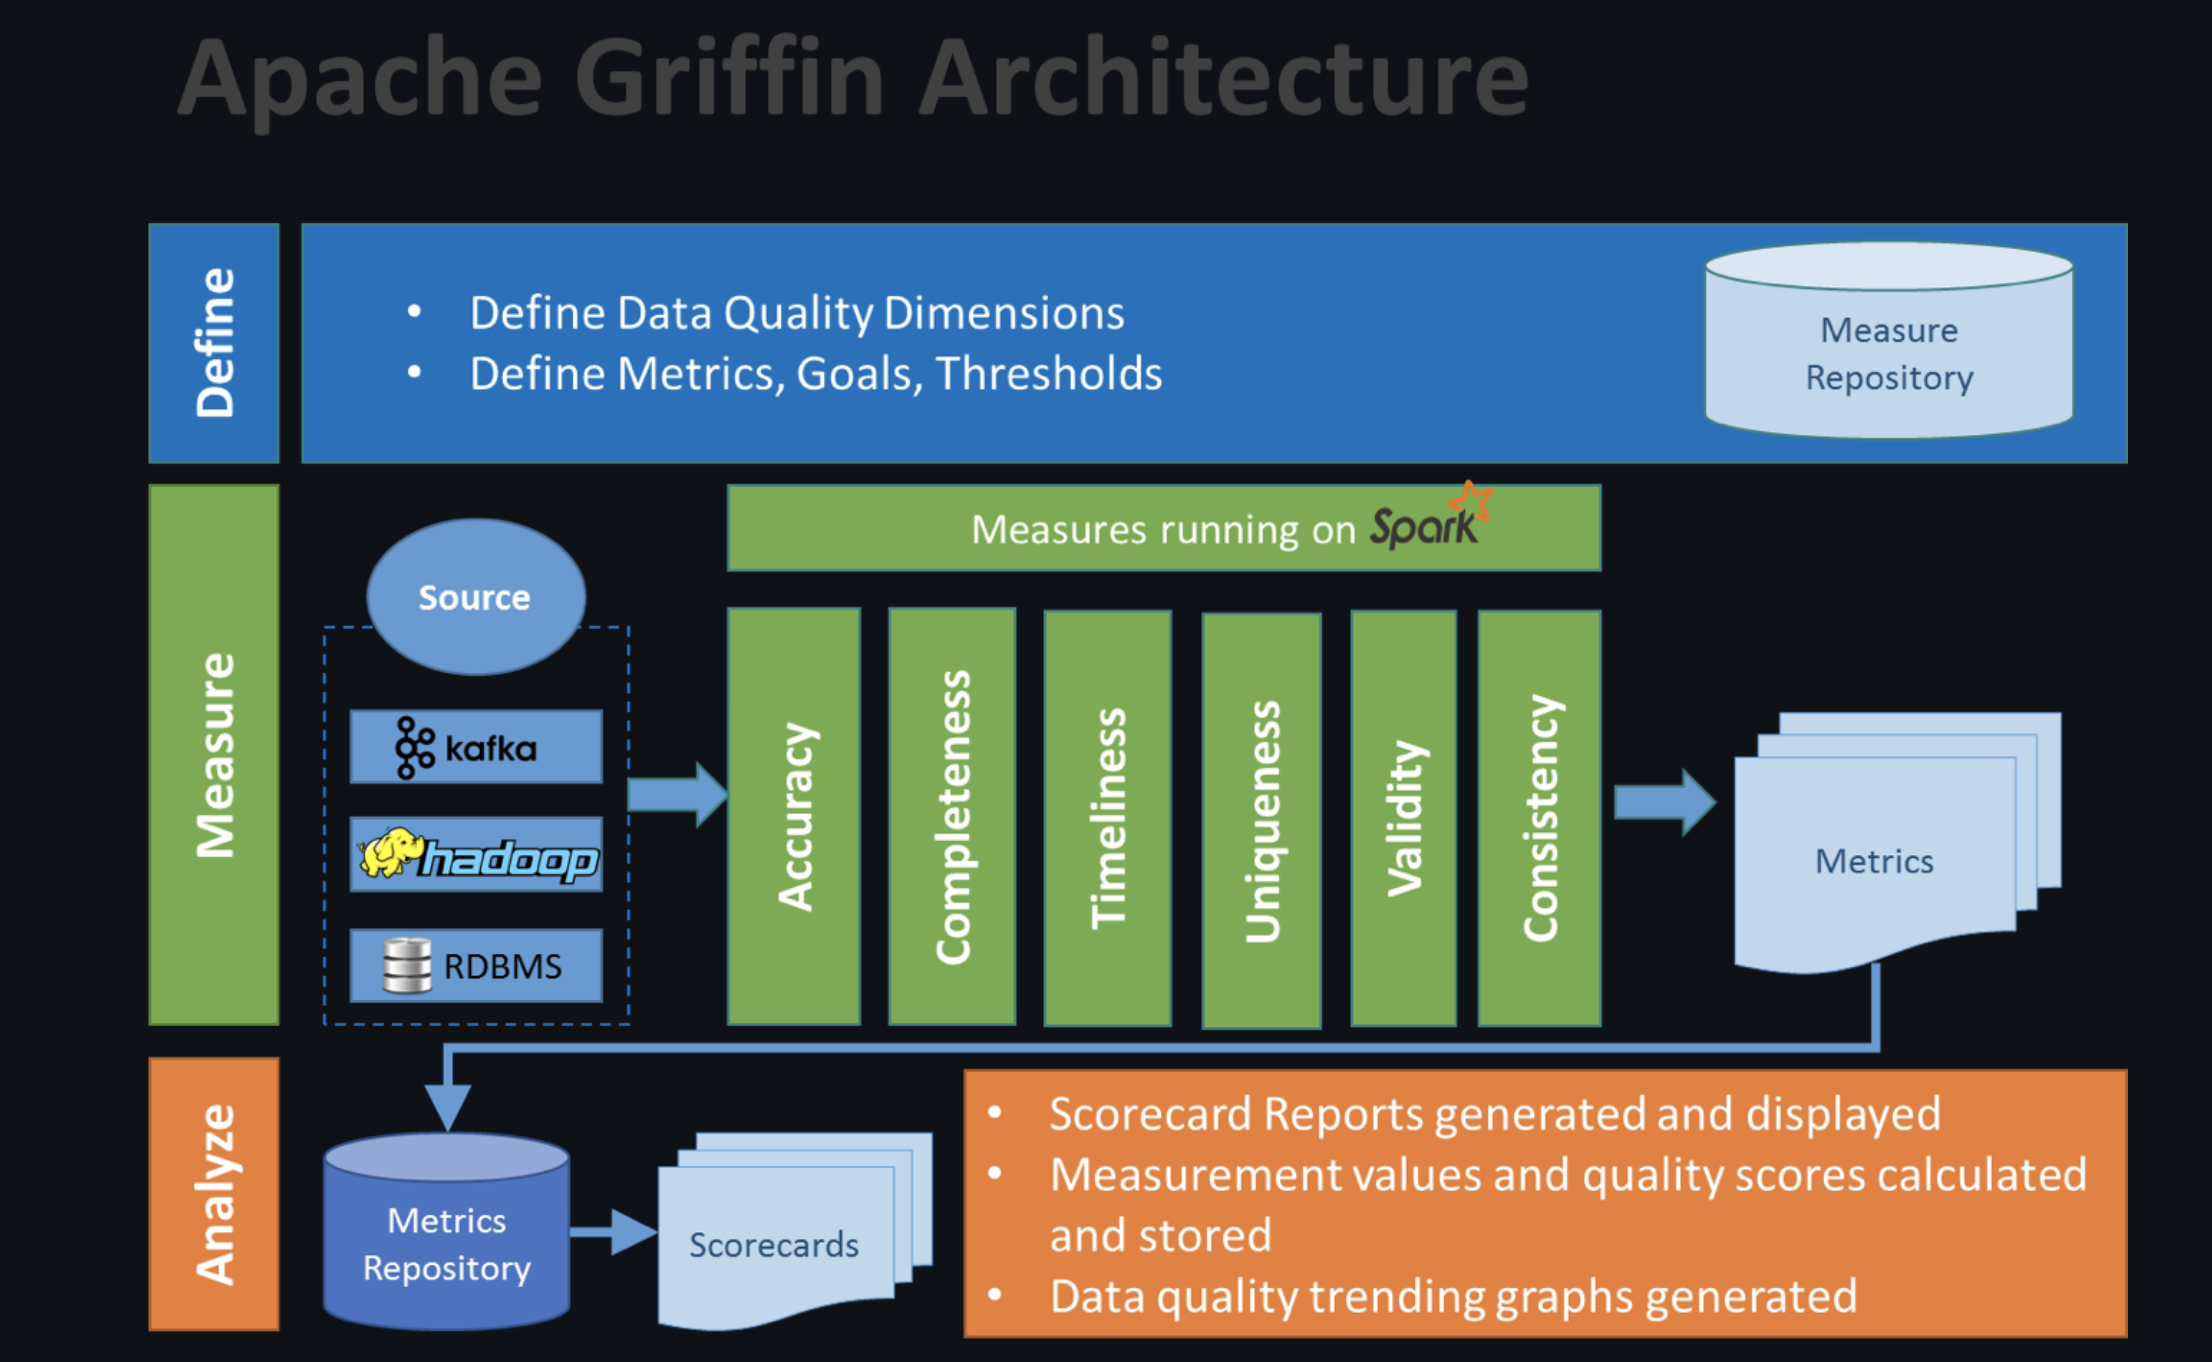 Apache Griffin Architecture
Define
• Define Data Quality Dimensions
• Define Metrics, Goals, Thresholds
Measure
Repository
Measure
Source
kafka
hadoop
RDBMS
Measures running on Spark
Accuracy
Completeness
Timeliness
Uniqueness
Validity
Consistency
Metrics
Analyze
Metrics
Repository
Scorecards
• Scorecard Reports generated and displayed
• Measurement values and quality scores calculated
and stored
• Data quality trending graphs generated